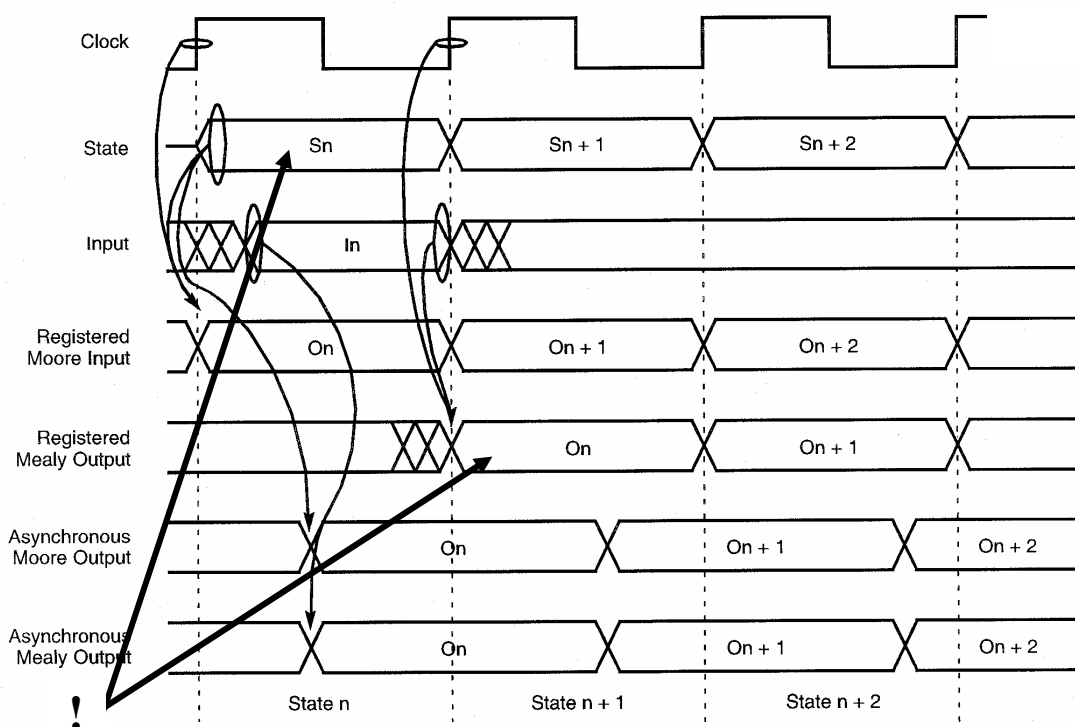 Clock
State
Sn
Sn + 1
Sn + 2
Input
In
Registered
Moore Input
On
On + 1
On + 2
Registered
Mealy Output
On
On + 1
Asynchronous
Moore Output
On
On + 1
On + 2
Asynchronous
Mealy Output
On
On + 1
On + 2
!
State n
State n + 1
State n + 2